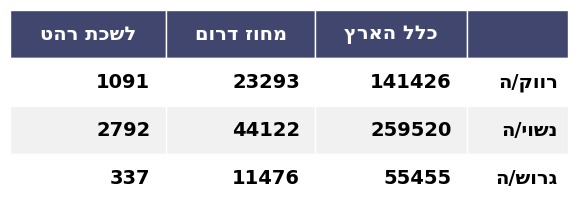 כלל הארץ מחוז דרום לשכת רהט
רווק/ה 141426 23293 1091
נשוי/ה 259520 44122 2792
גרוש/ה 55455 11476 337